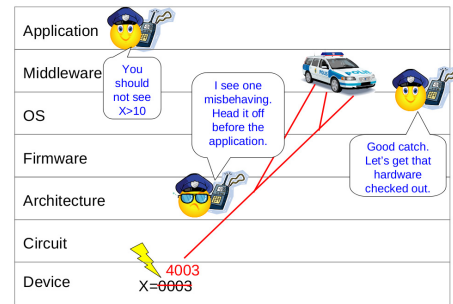 Application
You
should
not see
X>10
Middleware
I see one
misbehaving.
Head it off
before the
application.
OS
Good catch.
Let's get that
hardware
checked out.
Firmware
Architecture
Circuit
Device
4003
X=0003
POLIS